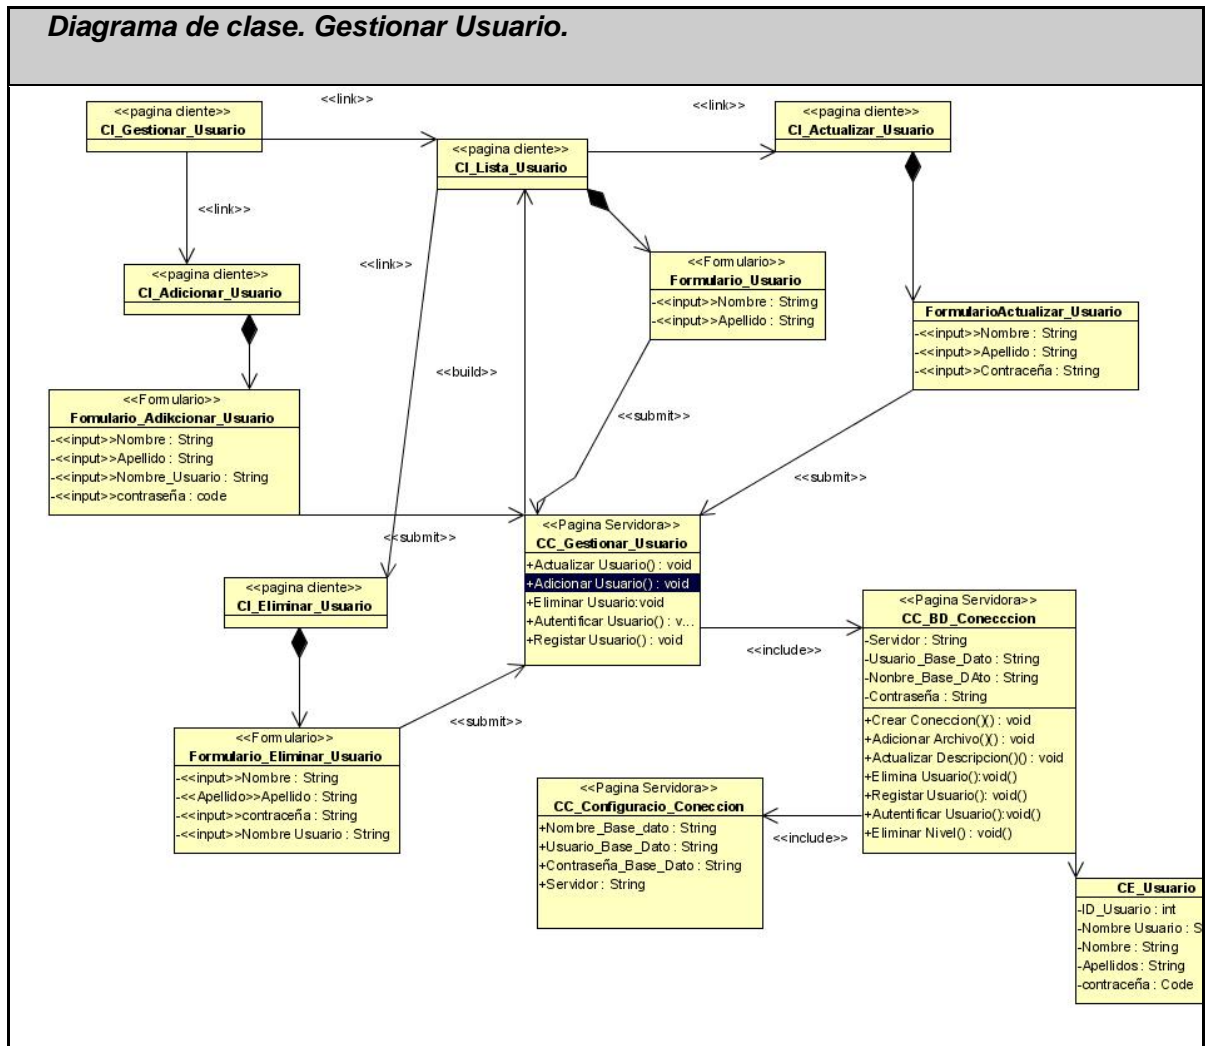 Diagrama de clase. Gestionar Usuario.
<<link>>
<<link>>
<<pagina cliente>>
CI_Gestionar_Usuario
<<pagina cliente>>
CI_Actualizar_Usuario
<<pagina cliente>>
CI_Lista_Usuario
<<link>>
<<link>>
<<pagina cliente>>
CI_Adicionar_Usuario
<<Formulario>>
Formulario_Usuario
-<<input>>Nombre : Strimg
-<<input>>Apellido : String
FormularioActualizar_Usuario
-<<input>>Nombre : String
-<<input>>Apellido : String
-<<input>>Contraceña : String
<<build>>
<<Formulario>>
Fomulario_Adikcionar_Usuario
-<<input>>Nombre : String
-<<input>>Apellido : String
-<<input>>Nombre_Usuario : String
-<<input>>contraseña : code
<<submit>>
<<submit>>
<<submit>>
<<Pagina Servidora>>
CC_Gestionar_Usuario
+Actualizar Usuario() : void
+Adicionar Usuario() : void
+Eliminar Usuario:void
+Autentificar Usuario() : v...
+Registar Usuario() : void
<<pagina cliente>>
CI_Eliminar_Usuario
<<include>>
<<Pagina Servidora>>
CC_BD_Conecccion
-Servidor : String
-Usuario_Base_Dato : String
-Nonbre_Base_DAto : String
-Contraseña : String
+Crear Coneccion()() : void
+Adicionar Archivo()() : void
+Actualizar Descripcion()() : void
+Elimina Usuario():void()
+Registar Usuario(): void()
+Autentificar Usuario():void()
+Eliminar Nivel() : void()
<<submit>>
<<Formulario>>
Formulario_Eliminar_Usuario
-<<input>>Nombre : String
-<<Apellido>>Apellido : String
-<<input>>contraceña : String
-<<input>>Nombre Usuario : String
<<Pagina Servidora>>
CC_Configuracio_Coneccion
+Nombre_Base_dato : String
+Usuario_Base_Dato : String
+Contraseña_Base_Dato : String
+Servidor : String
<<include>>
CE_Usuario
-ID_Usuario : int
-Nombre Usuario : S
-Nombre : String
-Apellidos : String
-contraceña : Code